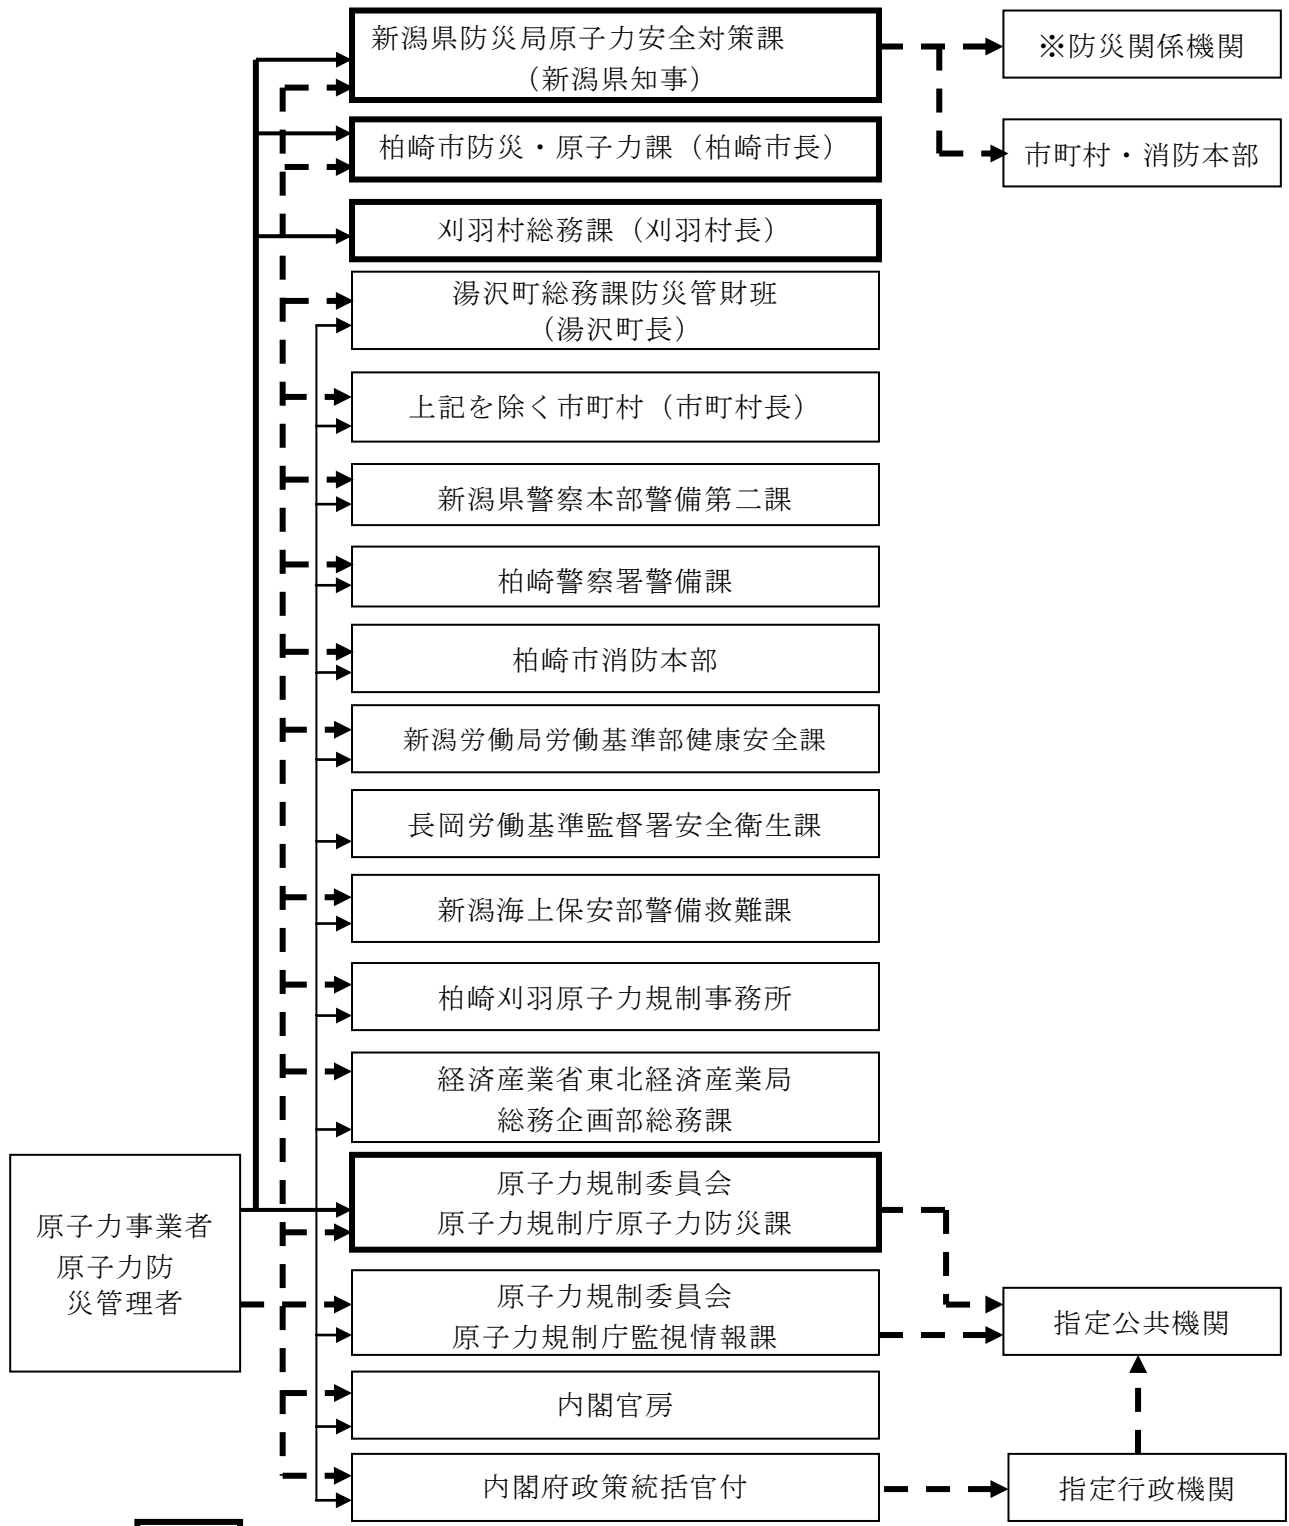 新潟県防災局原子力安全対策課
（新潟県知事）
※防災関係機関
柏崎市防災・原子力課（柏崎市長）
市町村・消防本部
刈羽村総務課（刈羽村長）
湯沢町総務課防災管財班
（湯沢町長）
上記を除く市町村（市町村長）
新潟県警察本部警備第二課
柏崎警察署警備課
柏崎市消防本部
新潟労働局労働基準部健康安全課
長岡労働基準監督署安全衛生課
新潟海上保安部警備救難課
柏崎刈羽原子力規制事務所
経済産業省東北経済産業局
総務企画部総務課
原子力規制委員会
原子力規制庁原子力防災課
原子力事業者
原子力防
災管理者
原子力規制委員会
原子力規制庁監視情報課
指定公共機関
内閣官房
内閣府政策統括官付
指定行政機関